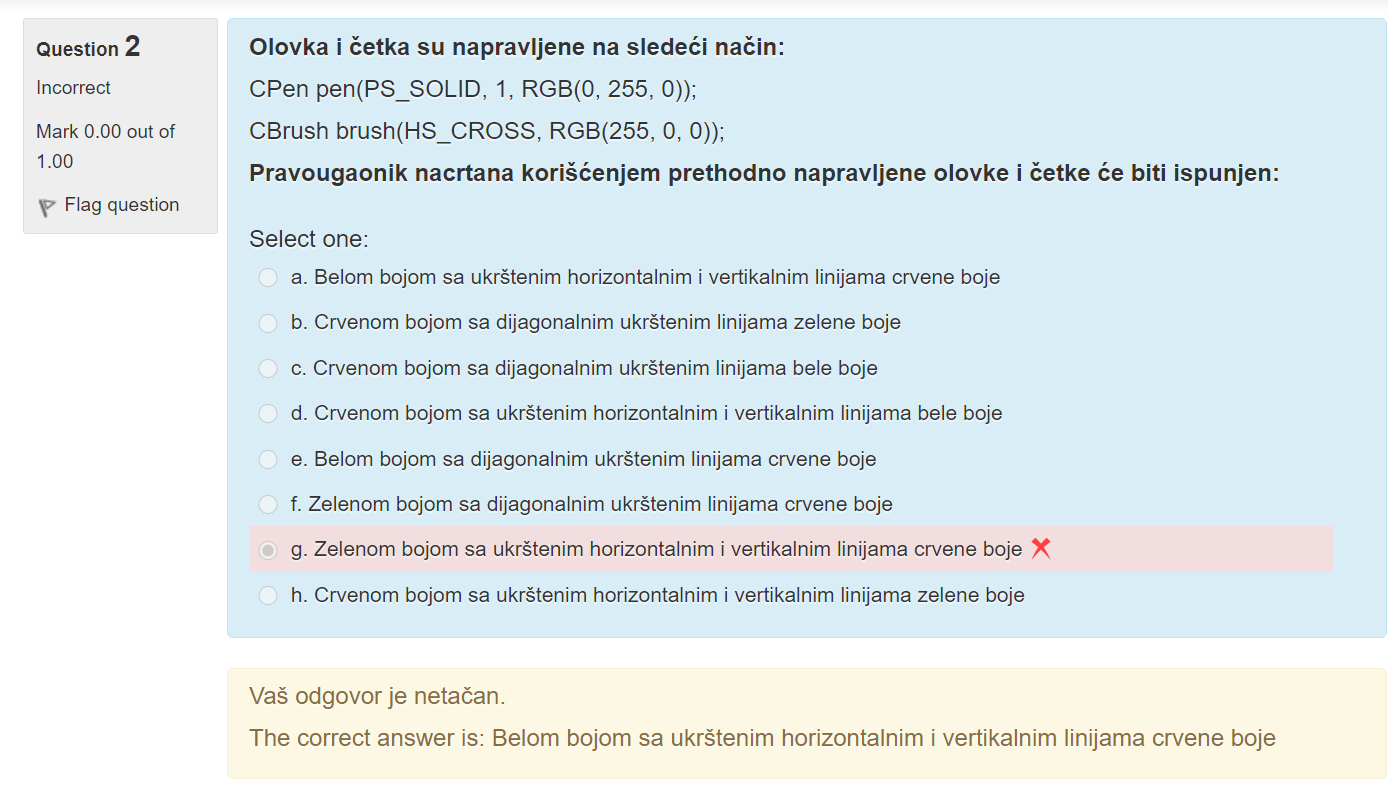 Question 2
Incorrect
Mark 0.00 out of
1.00
Flag question
Olovka i četka su napravljene na sledeći način:
CPen pen(PS_SOLID, 1, RGB(0, 255, 0));
CBrush brush(HS_CROSS, RGB(255, 0, 0));
Pravougaonik nacrtana korišćenjem prethodno napravljene olovke i četke će biti ispunjen:
Select one:
a. Belom bojom sa ukrštenim horizontalnim i vertikalnim linijama crvene boje
b. Crvenom bojom sa dijagonalnim ukrštenim linijama zelene boje
c. Crvenom bojom sa dijagonalnim ukrštenim linijama bele boje
d. Crvenom bojom sa ukrštenim horizontalnim i vertikalnim linijama bele boje
e. Belom bojom sa dijagonalnim ukrštenim linijama crvene boje
f. Zelenom bojom sa dijagonalnim ukrštenim linijama crvene boje
g. Zelenom bojom sa ukrštenim horizontalnim i vertikalnim linijama crvene boje
h. Crvenom bojom sa ukrštenim horizontalnim i vertikalnim linijama zelene boje
Vaš odgovor je netačan.
The correct answer is: Belom bojom sa ukrštenim horizontalnim i vertikalnim linijama crvene boje